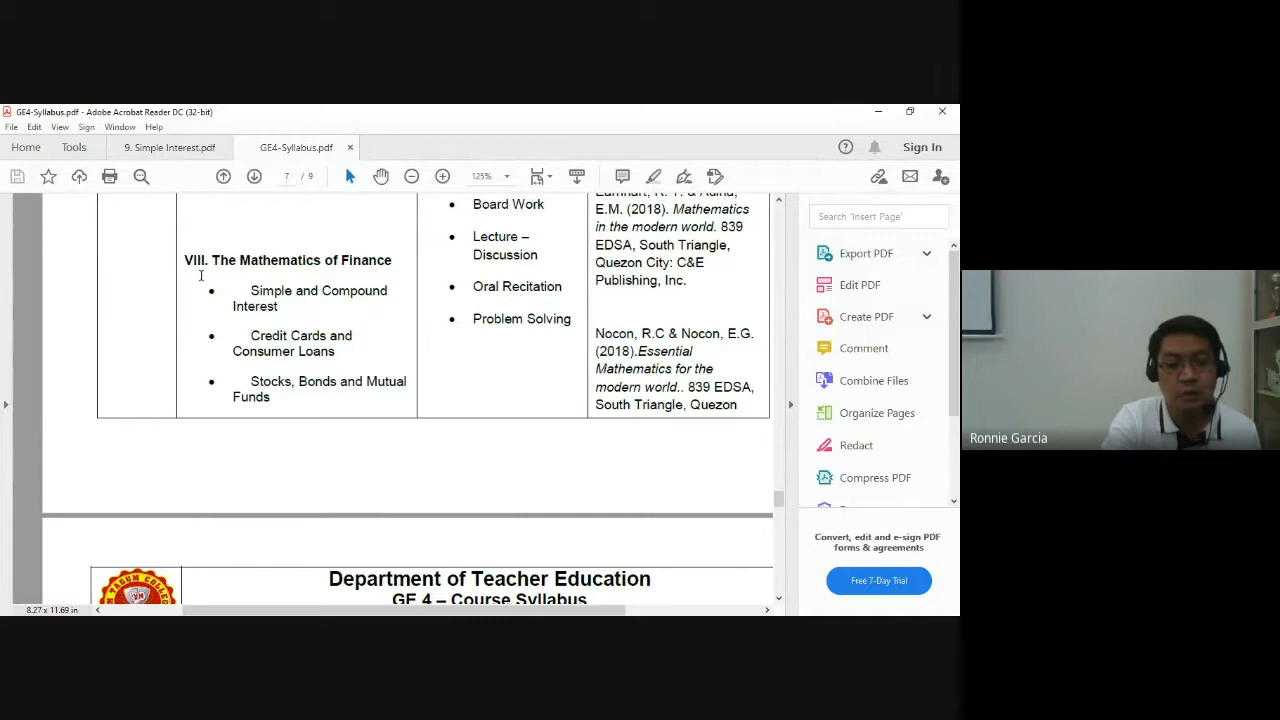 GE4-Syllabus.pdf - Adobe Acrobat Reader DC (32-bit)
File Edit View Sign Window Help
Home Tools 9. Simple Interest.pdf GE4-Syllabus.pdf × Sign In
7 / 9 125%
VIII. The Mathematics of Finance
• Simple and Compound
Interest
• Credit Cards and
Consumer Loans
• Stocks, Bonds and Mutual
Funds
• Board Work
• Lecture –
Discussion
• Oral Recitation
• Problem Solving
E.M. (2018). Mathematics
in the modern world. 839
EDSA, South Triangle,
Quezon City: C&E
Publishing, Inc.
Nocon, R.C & Nocon, E.G.
(2018).Essential
Mathematics for the
modern world.. 839 EDSA,
South Triangle, Quezon
Department of Teacher Education
GE 4 – Course Syllabus
8.27 x 11.69 in
Search 'Insert Page'
Export PDF
Edit PDF
Create PDF
Comment
Combine Files
Organize Pages
Redact
Compress PDF
Convert, edit and e-sign PDF
forms & agreements
Free 7-Day Trial
Ronnie Garcia